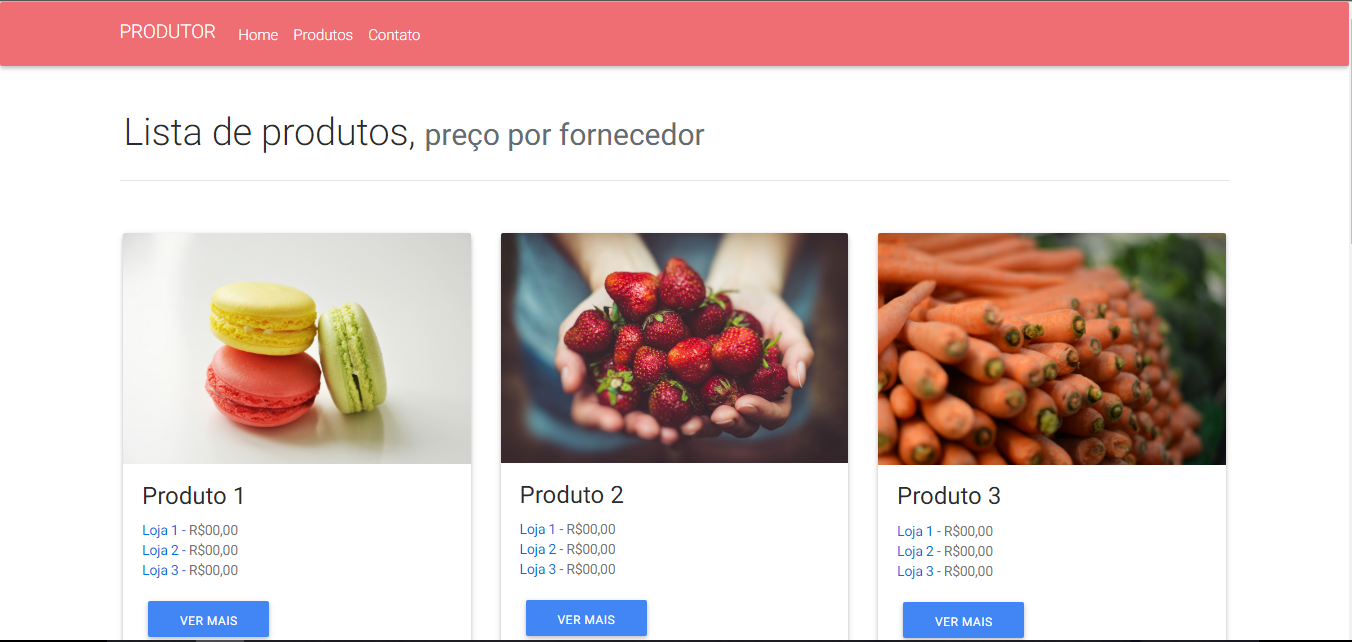 PRODUTOR Home Produtos Contato
Lista de produtos, preço por fornecedor
Produto 1
Loja 1 - R$00,00
Loja 2 - R$00,00
Loja 3 - R$00,00
VER MAIS
Produto 2
Loja 1 - R$00,00
Loja 2 - R$00,00
Loja 3 - R$00,00
VER MAIS
Produto 3
Loja 1 - R$00,00
Loja 2 - R$00,00
Loja 3 - R$00,00
VER MAIS